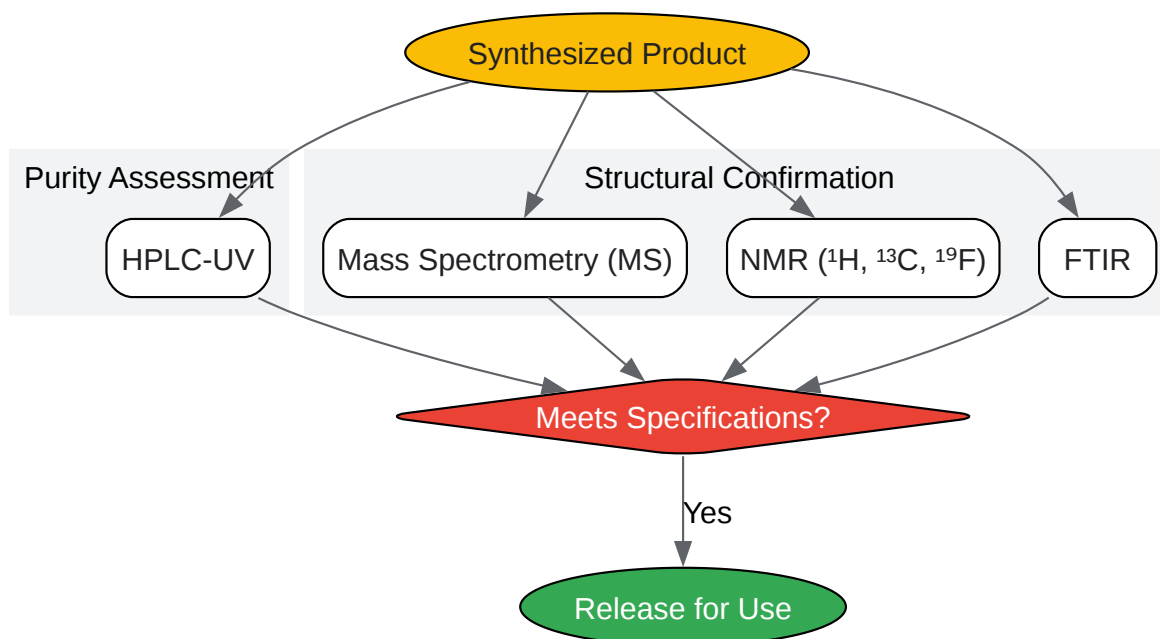 Synthesized Product
Purity Assessment
Structural Confirmation
HPLC-UV
Mass Spectrometry (MS)
NMR (¹H, ¹³C, ¹⁹F)
FTIR
Meets Specifications?
Yes
Release for Use